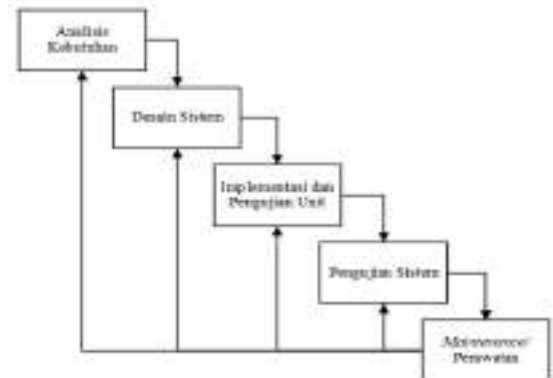 Analisis
Kebutuhan
Desain Sistem
Implementasi dan
Pengujian Unit
Pengujian Sistem
Maintenance/
Perawatan